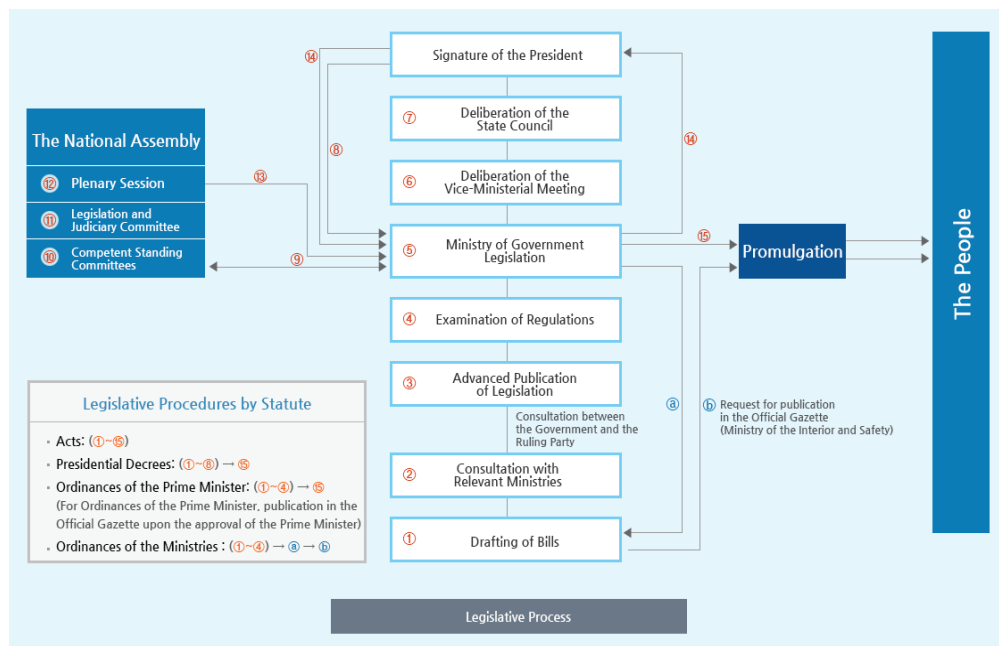 Signature of the President
⑭
⑦ Deliberation of the
State Council
⑧
⑭
The National Assembly
⑥ Deliberation of the
Vice-Ministerial Meeting
⑫ Plenary Session
⑬
⑪ Legislation and
Judiciary Committee
⑤ Ministry of Government
Legislation
⑮
Promulgation
The People
⑩ Competent Standing
Committees
⑨
④ Examination of Regulations
③ Advanced Publication
of Legislation
Consultation between
the Government and the
Ruling Party
ⓐ
ⓑ Request for publication
in the Official Gazette
(Ministry of the Interior and Safety)
② Consultation with
Relevant Ministries
① Drafting of Bills
Legislative Procedures by Statute
· Acts: (①~⑮)
· Presidential Decrees: (①~⑧) → ⑮
· Ordinances of the Prime Minister: (①~④) → ⑮
(For Ordinances of the Prime Minister, publication in the
Official Gazette upon the approval of the Prime Minister)
· Ordinances of the Ministries : (①~④) → ⓐ → ⓑ
Legislative Process